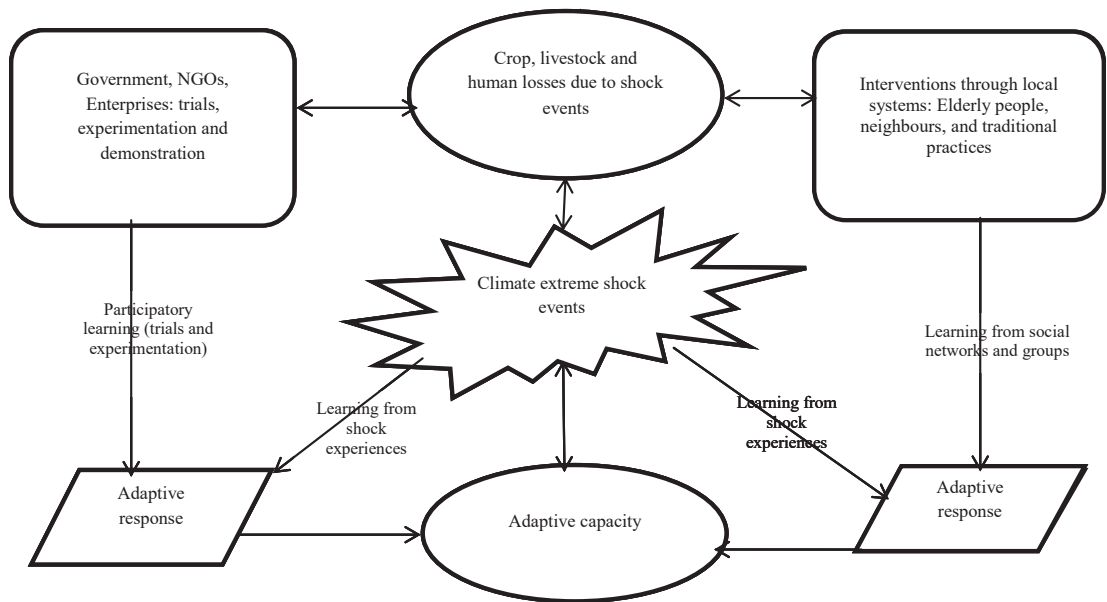 Government, NGOs,
Enterprises: trials,
experimentation and
demonstration
Crop, livestock and
human losses due to shock
events
Interventions through local
systems: Elderly people,
neighbours, and traditional
practices
Climate extreme shock
events
Participatory
learning (trials and
experimentation)
Learning from social
networks and groups
Learning from
shock
experiences
Learning from
shock
experiences
Adaptive
response
Adaptive capacity
Adaptive
response